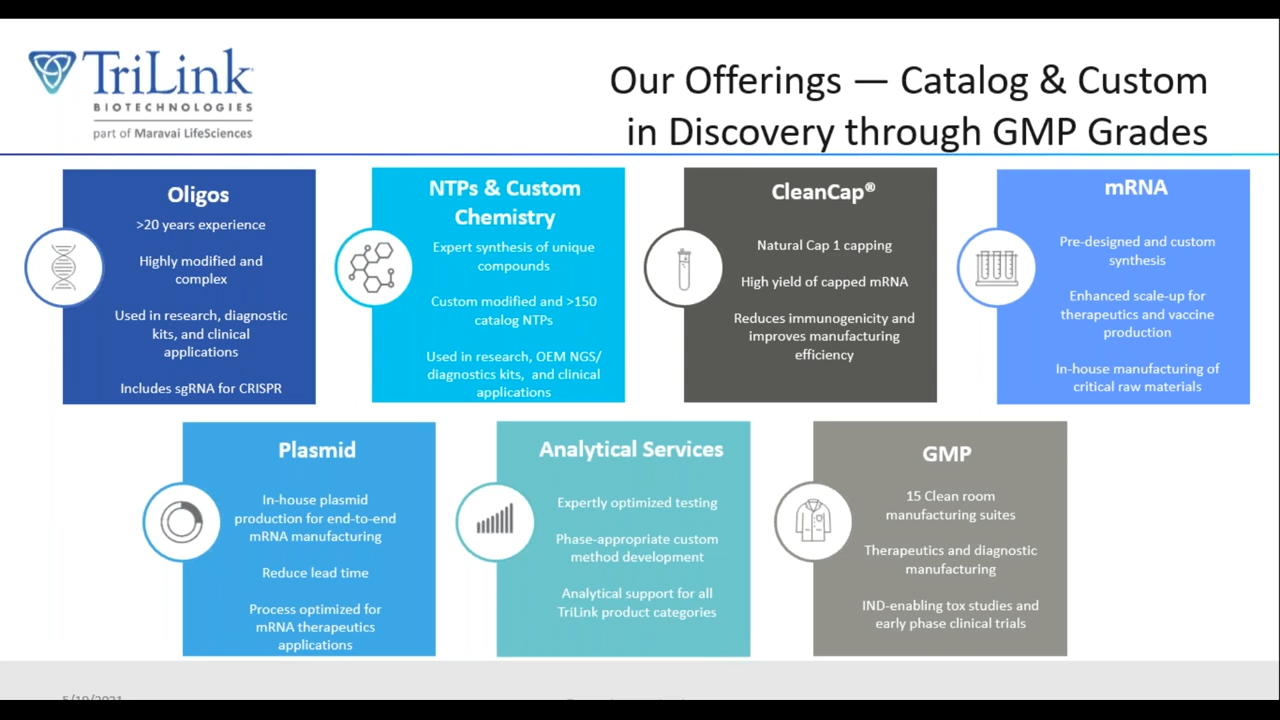 TriLink
BIOTECHNOLOGIES
part of Maravai LifeSciences
Our Offerings — Catalog & Custom
in Discovery through GMP Grades
Oligos
>20 years experience
Highly modified and
complex
Used in research, diagnostic
kits, and clinical
applications
Includes sgRNA for CRISPR
NTPs & Custom
Chemistry
Expert synthesis of unique
compounds
Custom modified and >150
catalog NTPs
Used in research, OEM NGS/
diagnostics kits, and clinical
applications
CleanCap®
Natural Cap 1 capping
High yield of capped mRNA
Reduces immunogenicity and
improves manufacturing
efficiency
mRNA
Pre-designed and custom
synthesis
Enhanced scale-up for
therapeutics and vaccine
production
In-house manufacturing of
critical raw materials
Plasmid
In-house plasmid
production for end-to-end
mRNA manufacturing
Reduce lead time
Process optimized for
mRNA therapeutics
applications
Analytical Services
Expertly optimized testing
Phase-appropriate custom
method development
Analytical support for all
TriLink product categories
GMP
15 Clean room
manufacturing suites
Therapeutics and diagnostic
manufacturing
IND-enabling tox studies and
early phase clinical trials